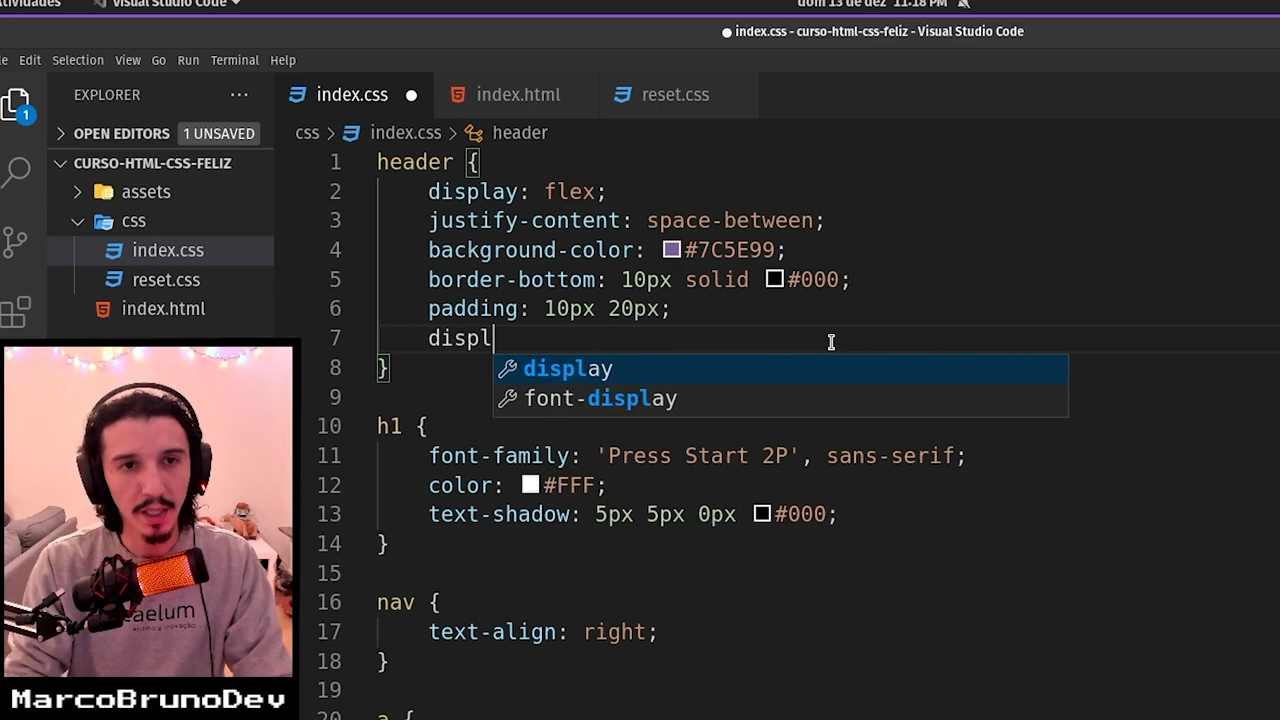 Atividades
Visual Studio Code
dom 13 de dez 11:18 PM
index.css - curso-html-css-feliz - Visual Studio Code
Edit Selection View Go Run Terminal Help
EXPLORER ···
index.css
index.html
reset.css
1
OPEN EDITORS 1 UNSAVED
css > index.css > header
CURSO-HTML-CSS-FELIZ
assets
css
index.css
reset.css
index.html
1 header {
2 display: flex;
3 justify-content: space-between;
4 background-color: #7C5E99;
5 border-bottom: 10px solid #000;
6 padding: 10px 20px;
7 displ
display
font-display
8 }
9
10 h1 {
11 font-family: 'Press Start 2P', sans-serif;
12 color: #FFF;
13 text-shadow: 5px 5px 0px #000;
14 }
15
16 nav {
17 text-align: right;
18 }
19
20 a {
caelum
MarcoBrunoDev